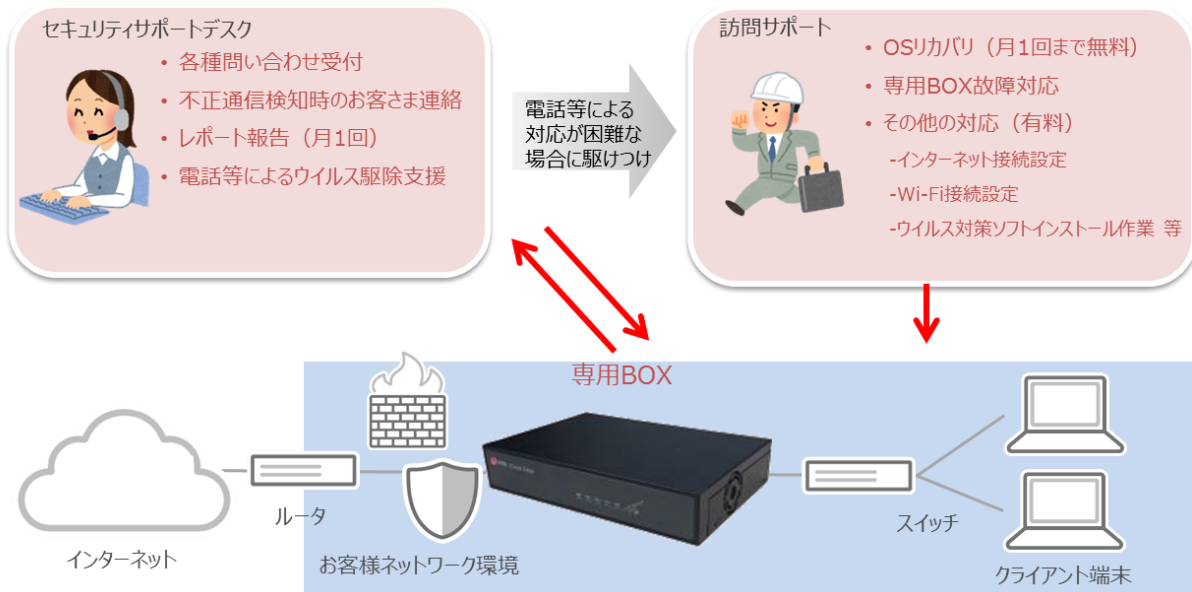 セキュリティサポートデスク
• 各種問い合わせ受付
• 不正通信検知時のお客さま連絡
• レポート報告（月1回）
• 電話等によるウイルス駆除支援
電話等による
対応が困難な
場合に駆けつけ
訪問サポート
• OSリカバリ（月1回まで無料）
• 専用BOX故障対応
• その他の対応（有料）
-インターネット接続設定
-Wi-Fi接続設定
-ウイルス対策ソフトインストール作業 等
専用BOX
インターネット
ルータ
お客様ネットワーク環境
スイッチ
クライアント端末